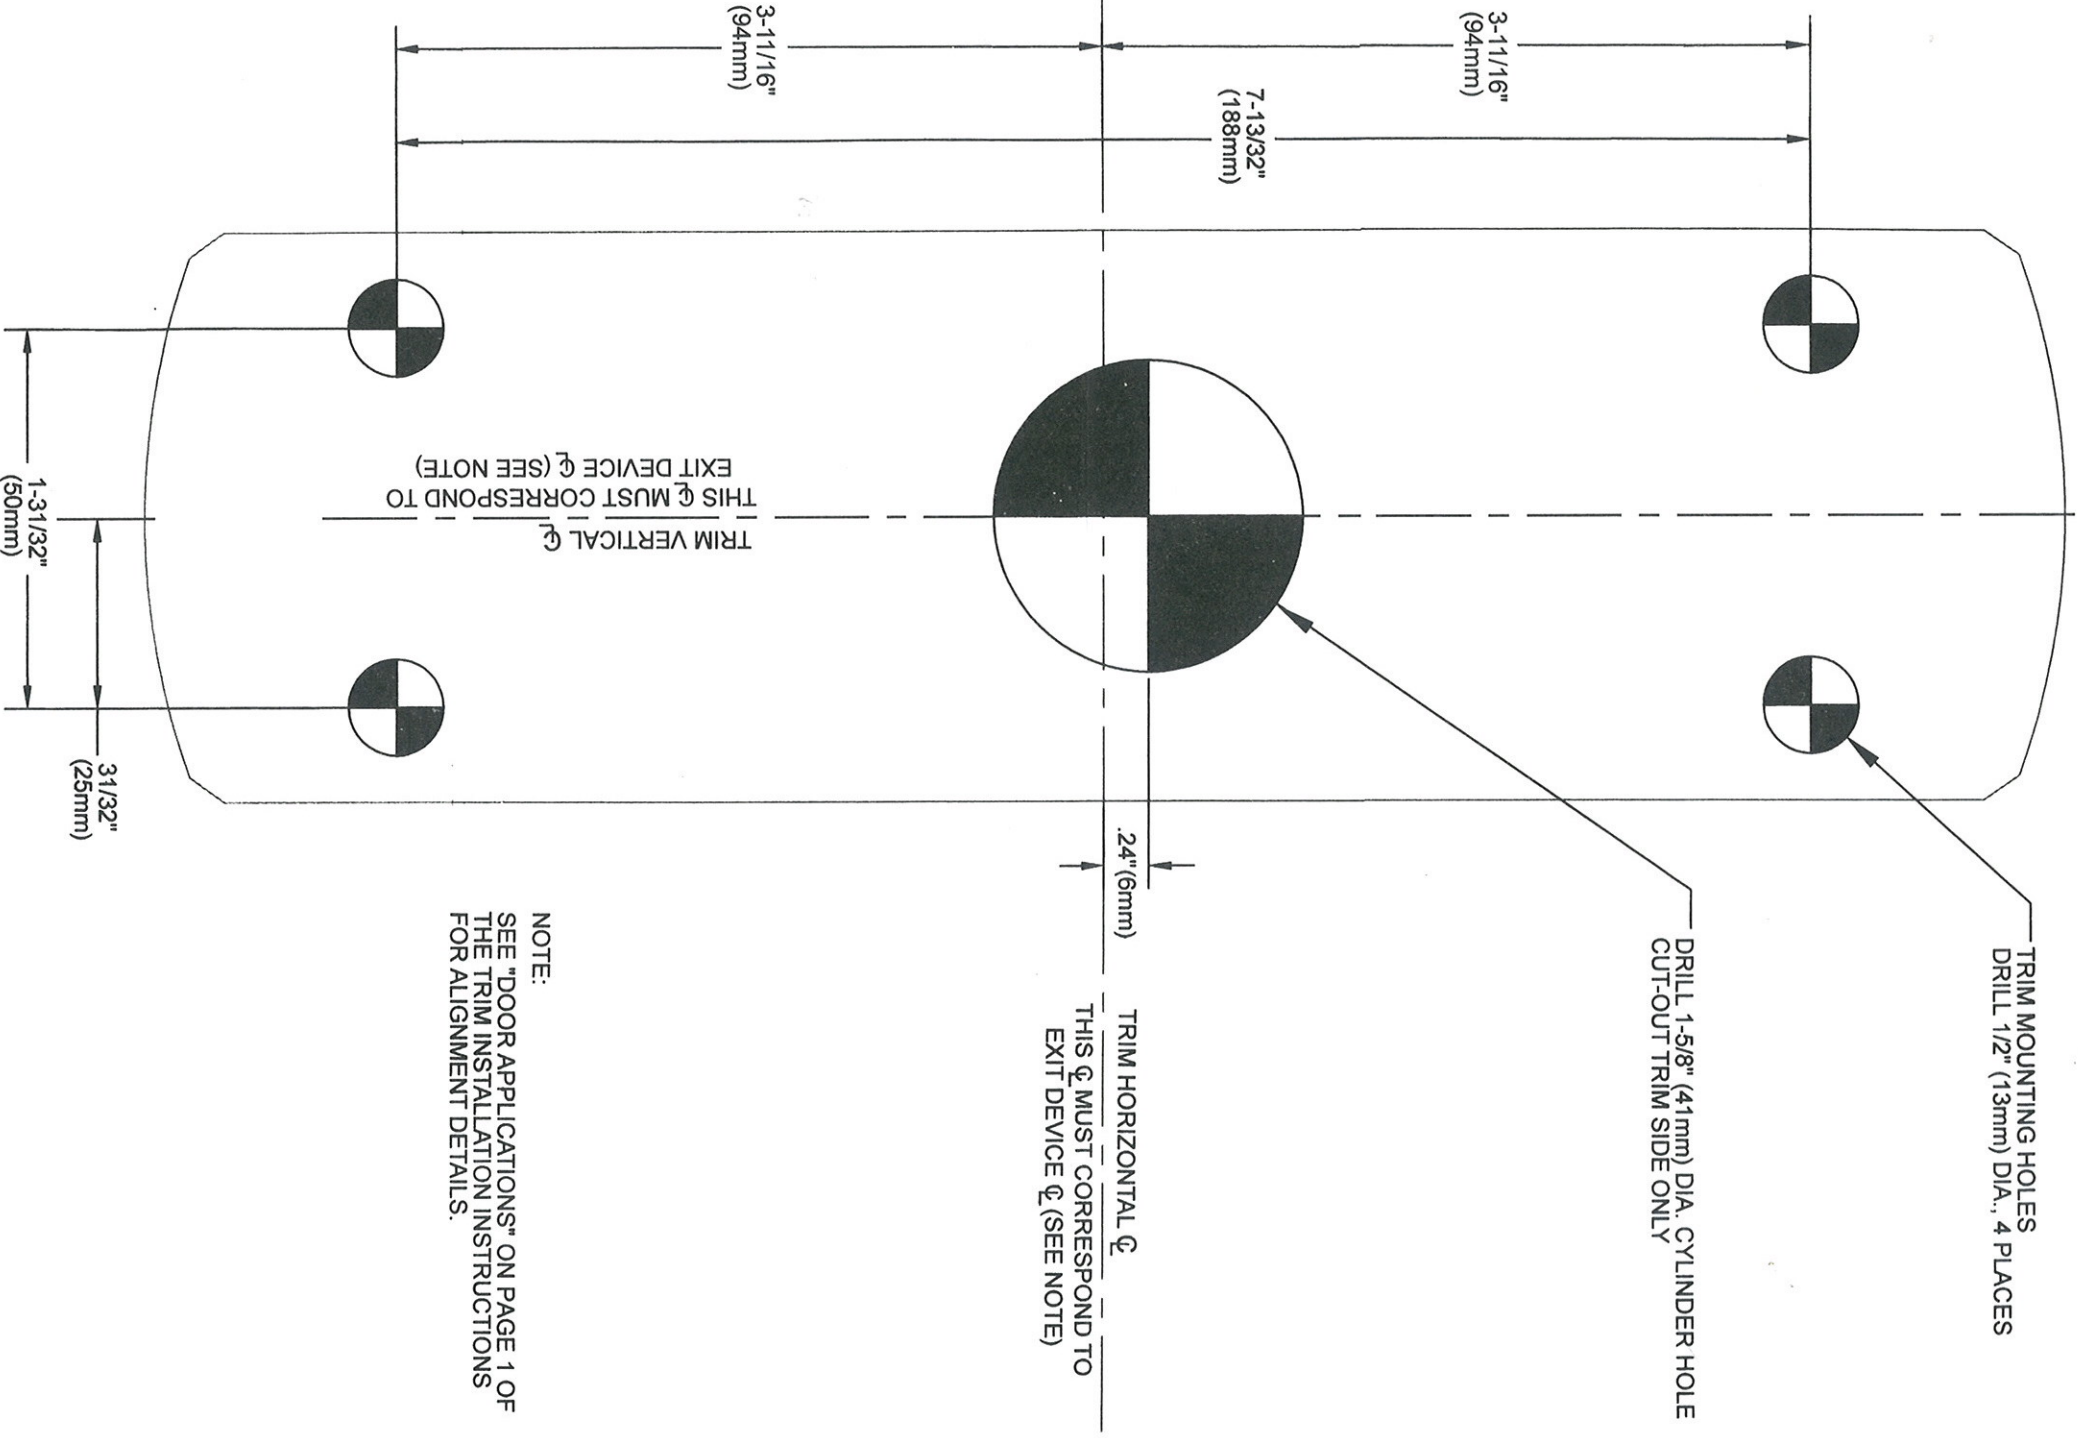 TRIM MOUNTING HOLES
DRILL 1/2" (13mm) DIA., 4 PLACES
DRILL 1-5/8" (41mm) DIA. CYLINDER HOLE
CUT-OUT TRIM SIDE ONLY
3-11/16"
(94mm)
7-13/32"
(188mm)
.24"(6mm)
TRIM HORIZONTAL ℄
THIS ℄ MUST CORRESPOND TO
EXIT DEVICE ℄ (SEE NOTE)
3-11/16"
(94mm)
TRIM VERTICAL ℄
THIS ℄ MUST CORRESPOND TO
EXIT DEVICE ℄ (SEE NOTE)
NOTE:
SEE "DOOR APPLICATIONS" ON PAGE 1 OF
THE TRIM INSTALLATION INSTRUCTIONS
FOR ALIGNMENT DETAILS.
31/32"
(25mm)
1-31/32"
(50mm)